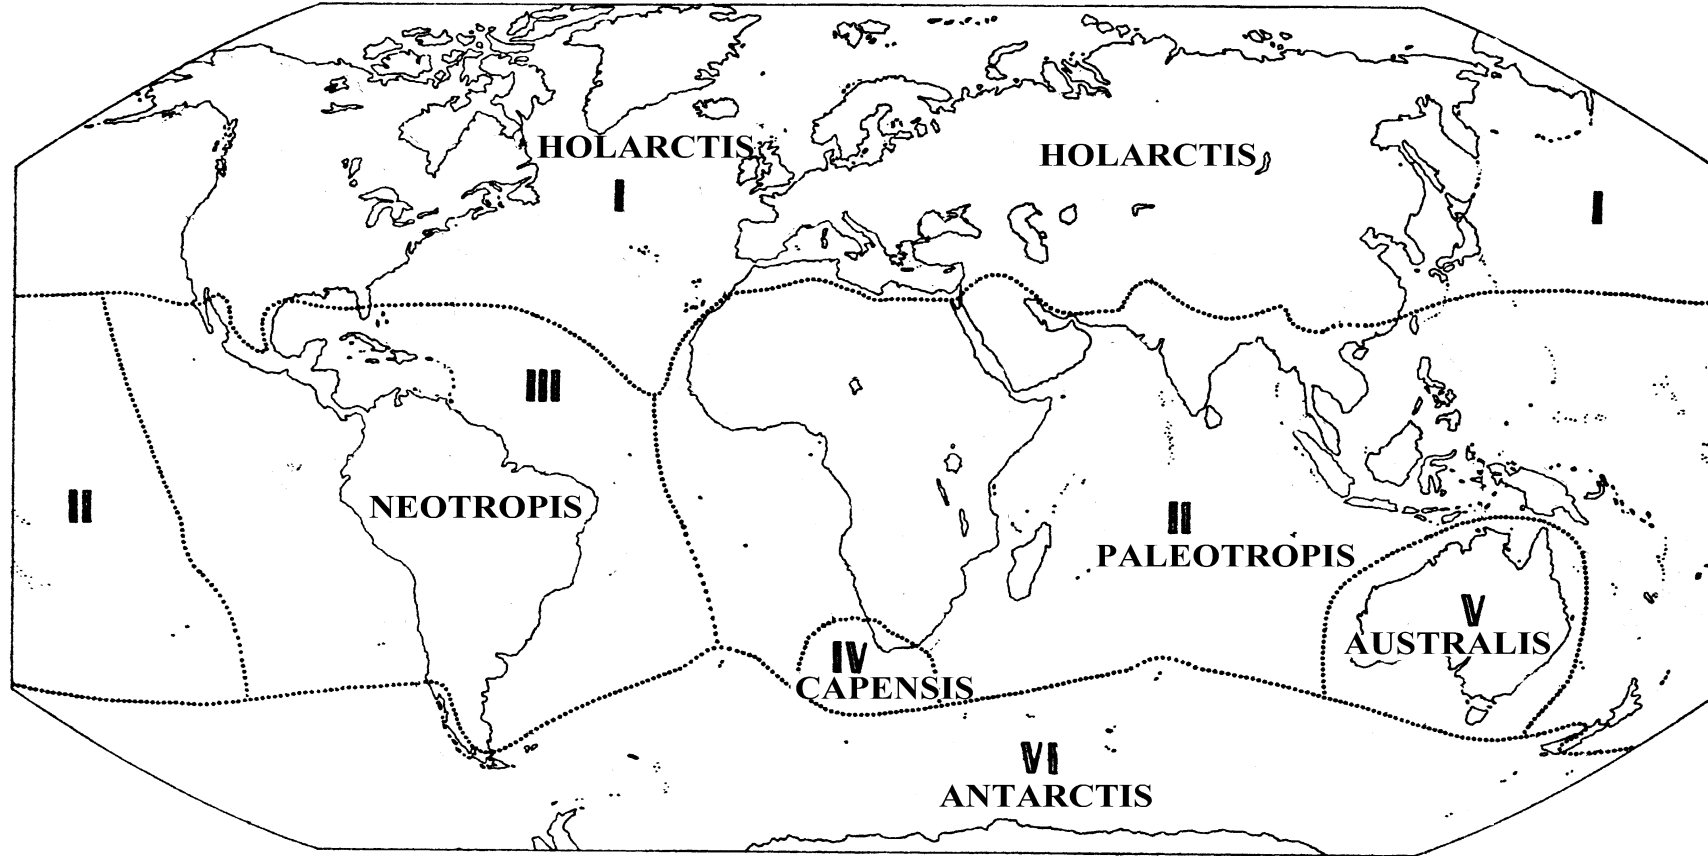 HOLARCTIS
HOLARCTIS
I
I
III
II
NEOTROPIS
II
PALEOTROPIS
V
AUSTRALIS
IV
CAPENSIS
VI
ANTARCTIS